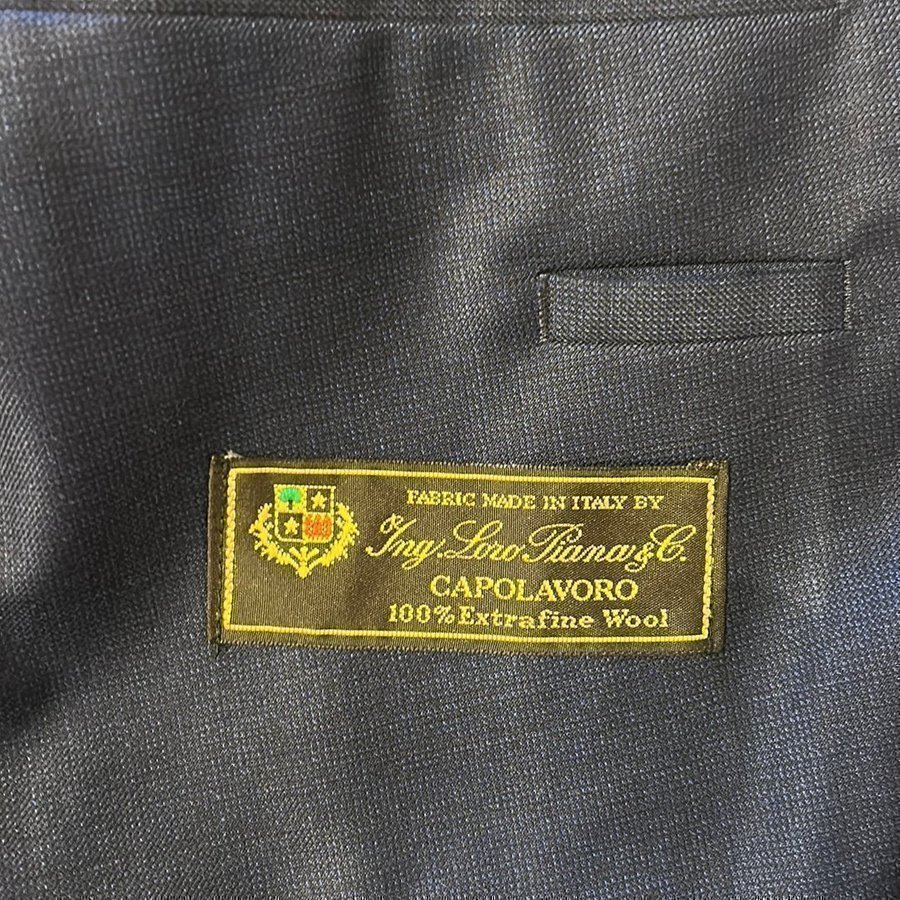 FABRIC MADE IN ITALY BY
Ing. Loro Piana & C.
CAPOLAVORO
100% Extrafine Wool